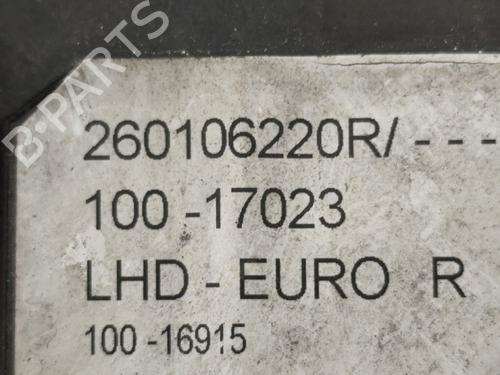 B-PARTS
260106220R/ - - -
100 -17023
LHD - EURO R
100 -16915